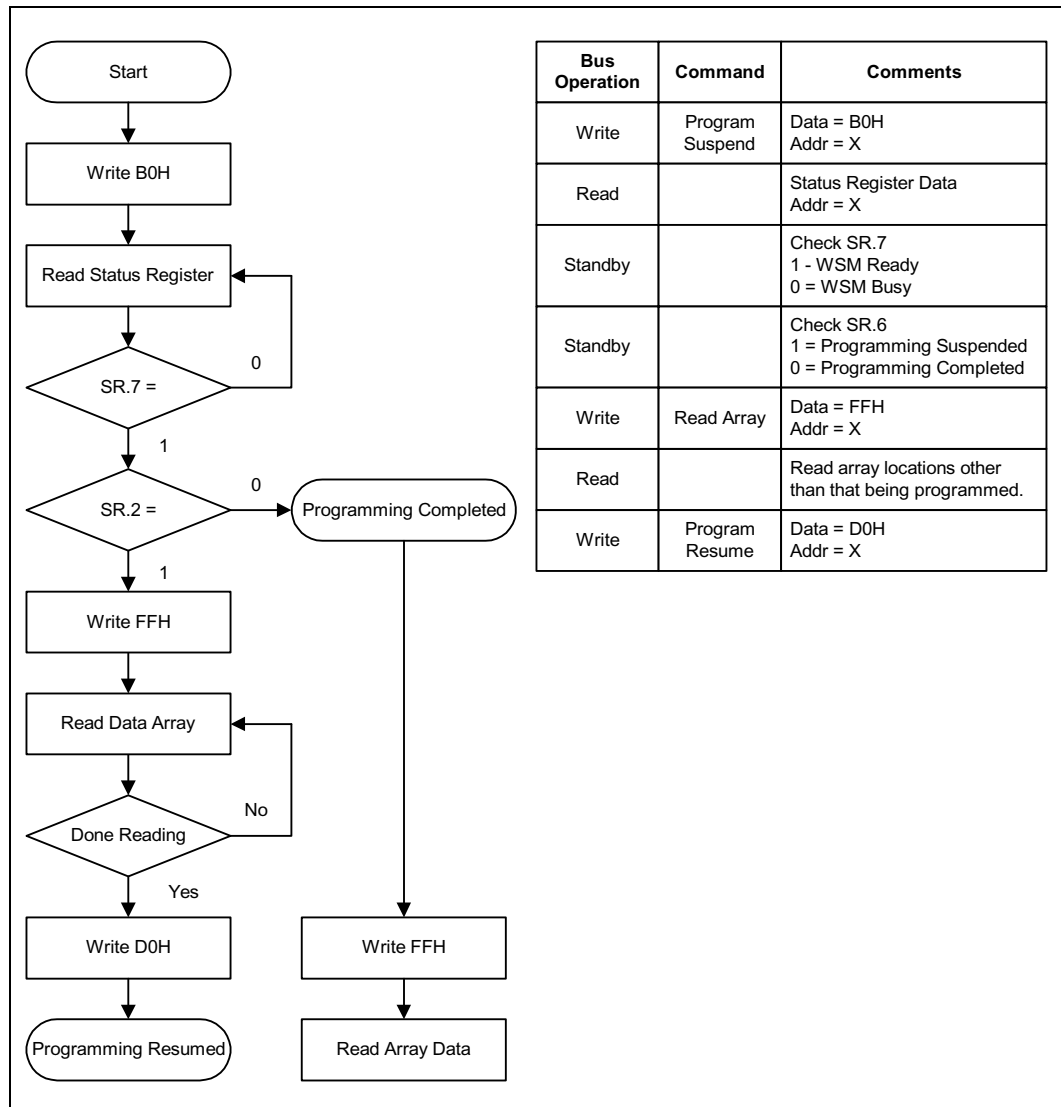 Start
Write B0H
Read Status Register
SR.7 =
0
1
SR.2 =
0
Programming Completed
1
Write FFH
Read Data Array
Done Reading
No
Yes
Write D0H
Programming Resumed
Write FFH
Read Array Data
Bus
Operation
Command
Comments
Write
Program
Suspend
Data = B0H
Addr = X
Read
Status Register Data
Addr = X
Standby
Check SR.7
1 - WSM Ready
0 = WSM Busy
Standby
Check SR.6
1 = Programming Suspended
0 = Programming Completed
Write
Read Array
Data = FFH
Addr = X
Read
Read array locations other
than that being programmed.
Write
Program
Resume
Data = D0H
Addr = X